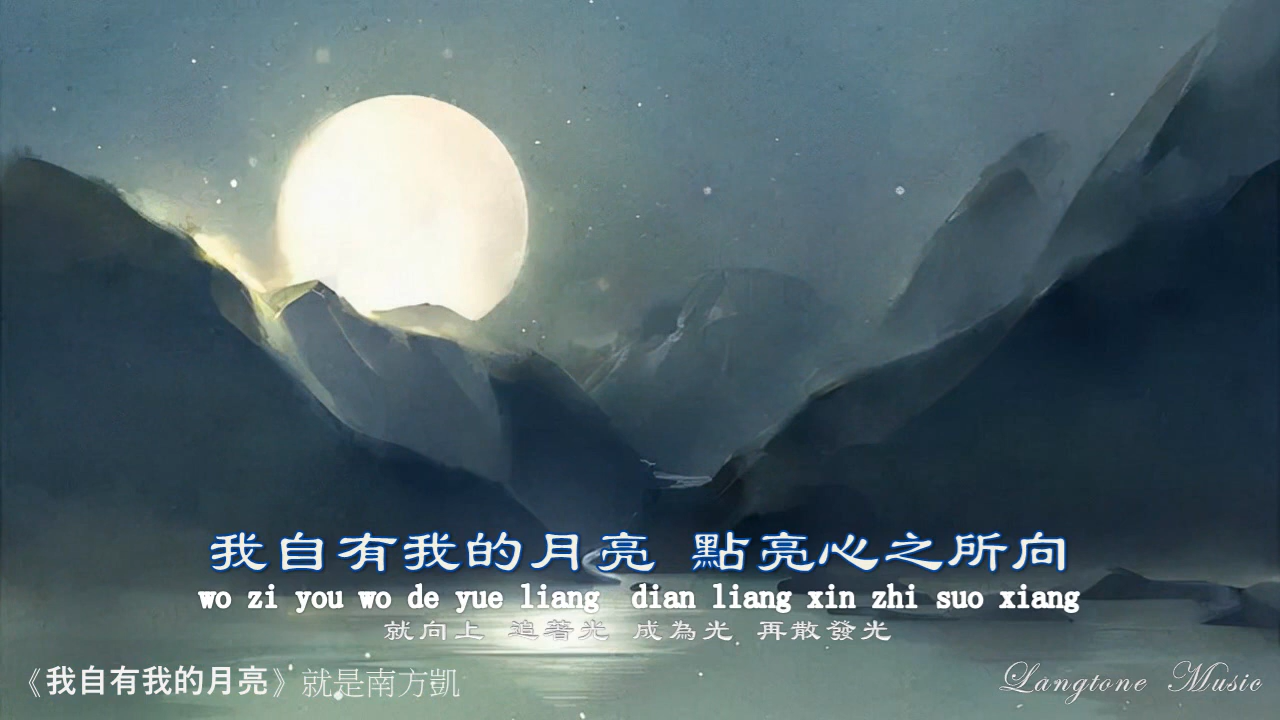 我自有我的月亮 點亮心之所向
wo zi you wo de yue liang dian liang xin zhi suo xiang
就向上 追著光 成為光 再散發光
《我自有我的月亮》就是南方凱
Langtone Music